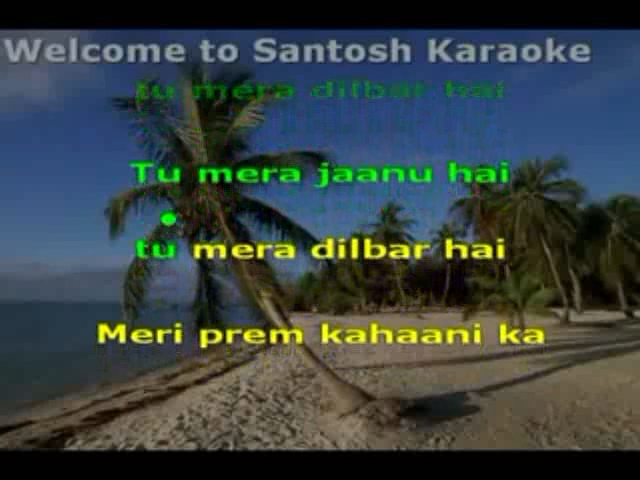 Welcome to Santosh Karaoke
tu mera dilbar hai
Tu mera jaanu hai
tu mera dilbar hai
Meri prem kahaani ka